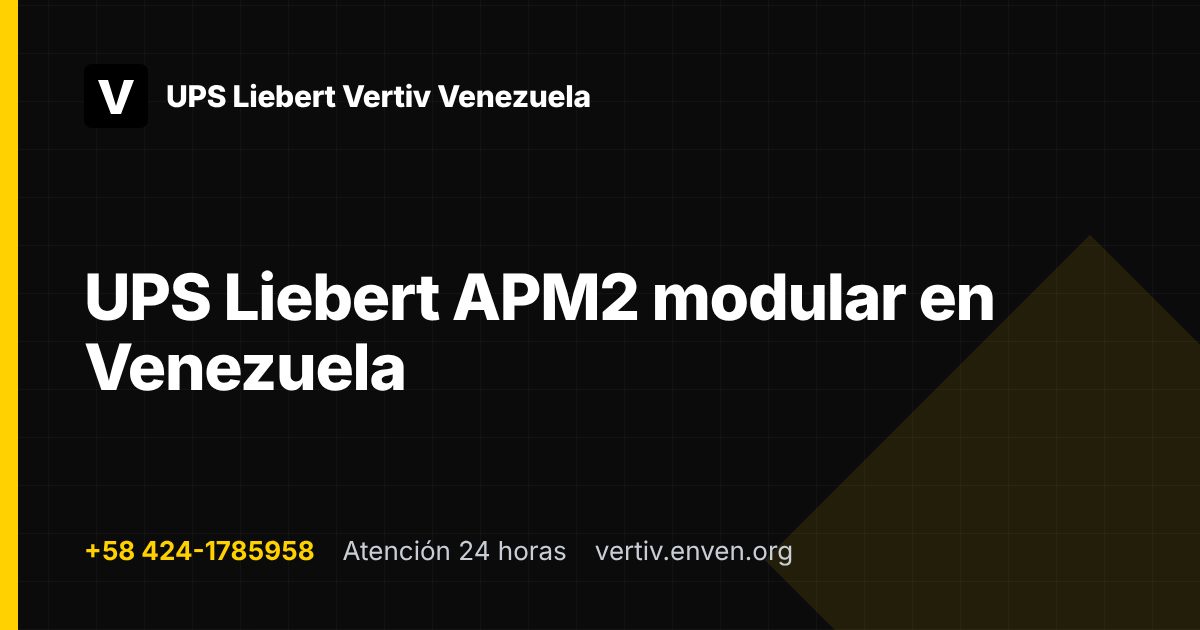 V
UPS Liebert Vertiv Venezuela
UPS Liebert APM2 modular en
Venezuela
+58 424-1785958 Atención 24 horas vertiv.enven.org